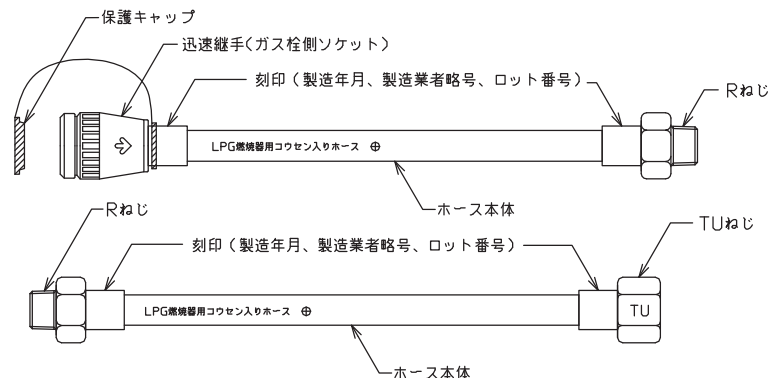 保護キャップ
迅速継手(ガス栓側ソケット)
刻印(製造年月、製造業者略号、ロット番号)
Rねじ
LPG燃焼器用コウセン入りホース
ホース本体
Rねじ
TUねじ
刻印(製造年月、製造業者略号、ロット番号)
LPG燃焼器用コウセン入りホース
TU
ホース本体